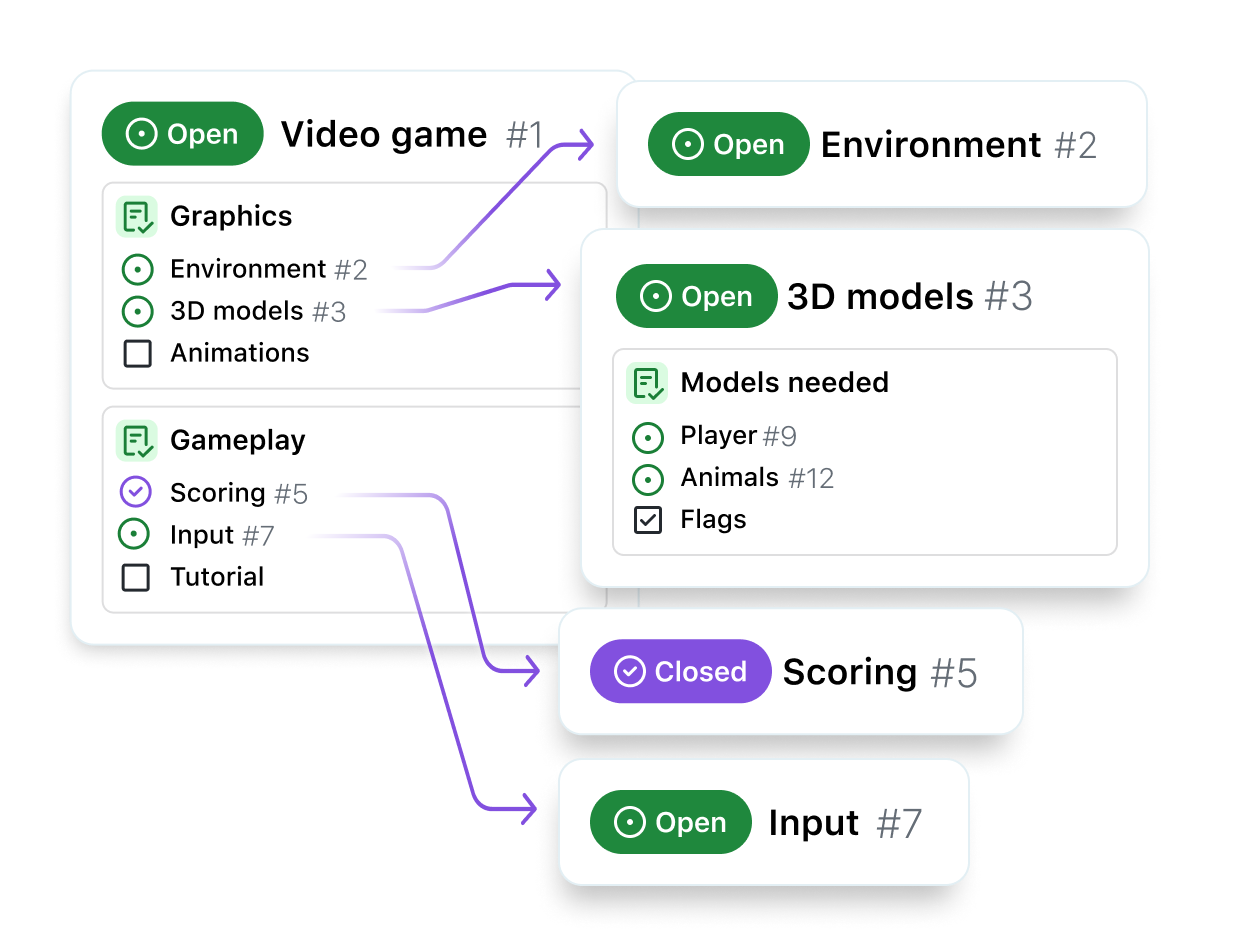 Open Video game #1
Graphics
Environment #2
3D models #3
Animations
Gameplay
Scoring #5
Input #7
Tutorial
Open Environment #2
Open 3D models #3
Models needed
Player #9
Animals #12
Flags
Closed Scoring #5
Open Input #7